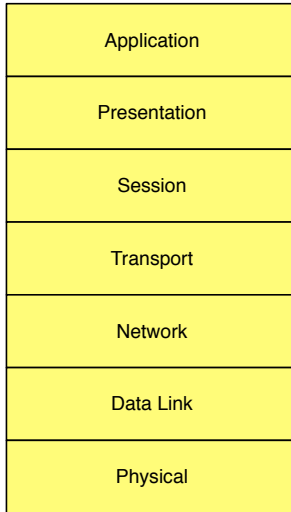 Application
Presentation
Session
Transport
Network
Data Link
Physical